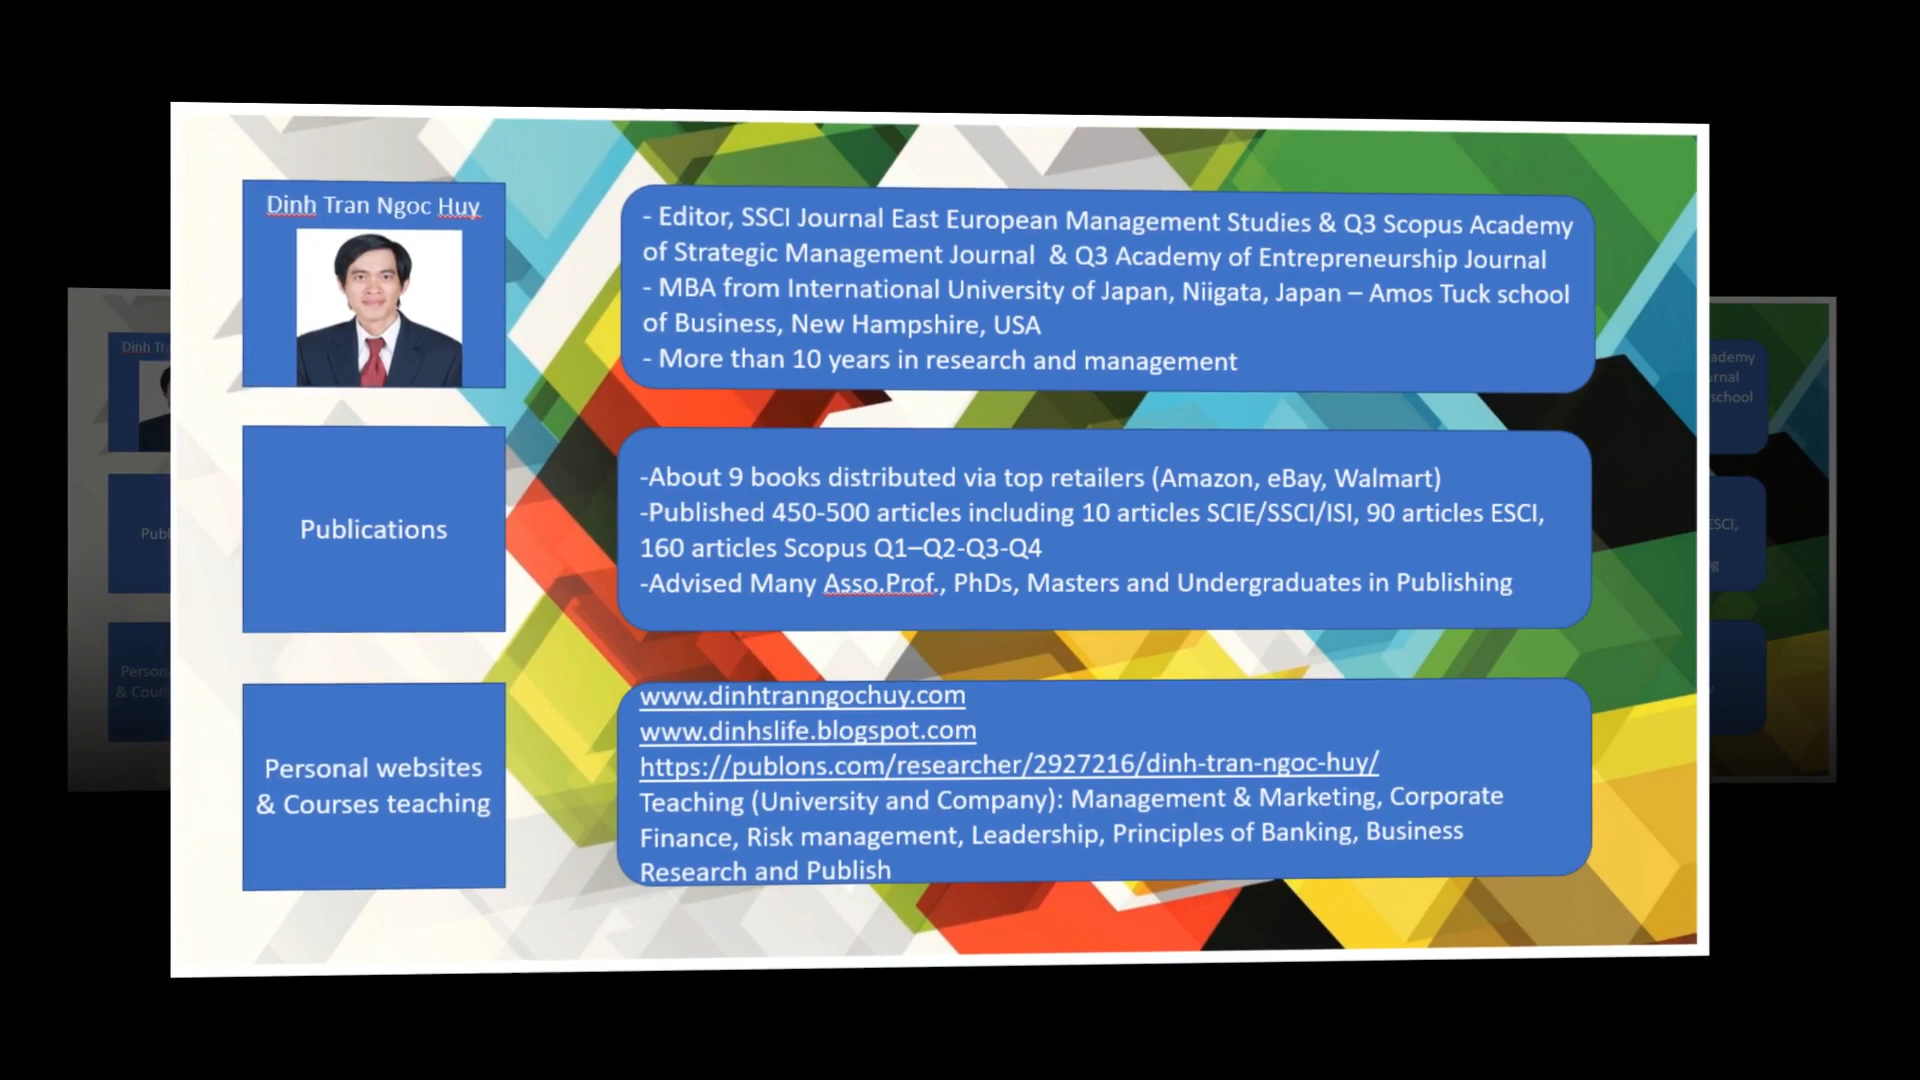 Dinh Tran Ngoc Huy
- Editor, SSCI Journal East European Management Studies & Q3 Scopus Academy
of Strategic Management Journal & Q3 Academy of Entrepreneurship Journal
- MBA from International University of Japan, Niigata, Japan – Amos Tuck school
of Business, New Hampshire, USA
- More than 10 years in research and management
Publications
-About 9 books distributed via top retailers (Amazon, eBay, Walmart)
-Published 450-500 articles including 10 articles SCIE/SSCI/ISI, 90 articles ESCI,
160 articles Scopus Q1–Q2-Q3-Q4
-Advised Many Asso.Prof., PhDs, Masters and Undergraduates in Publishing
Personal websites
& Courses teaching
www.dinhtranngochuy.com
www.dinhslife.blogspot.com
https://publons.com/researcher/2927216/dinh-tran-ngoc-huy/
Teaching (University and Company): Management & Marketing, Corporate
Finance, Risk management, Leadership, Principles of Banking, Business
Research and Publish